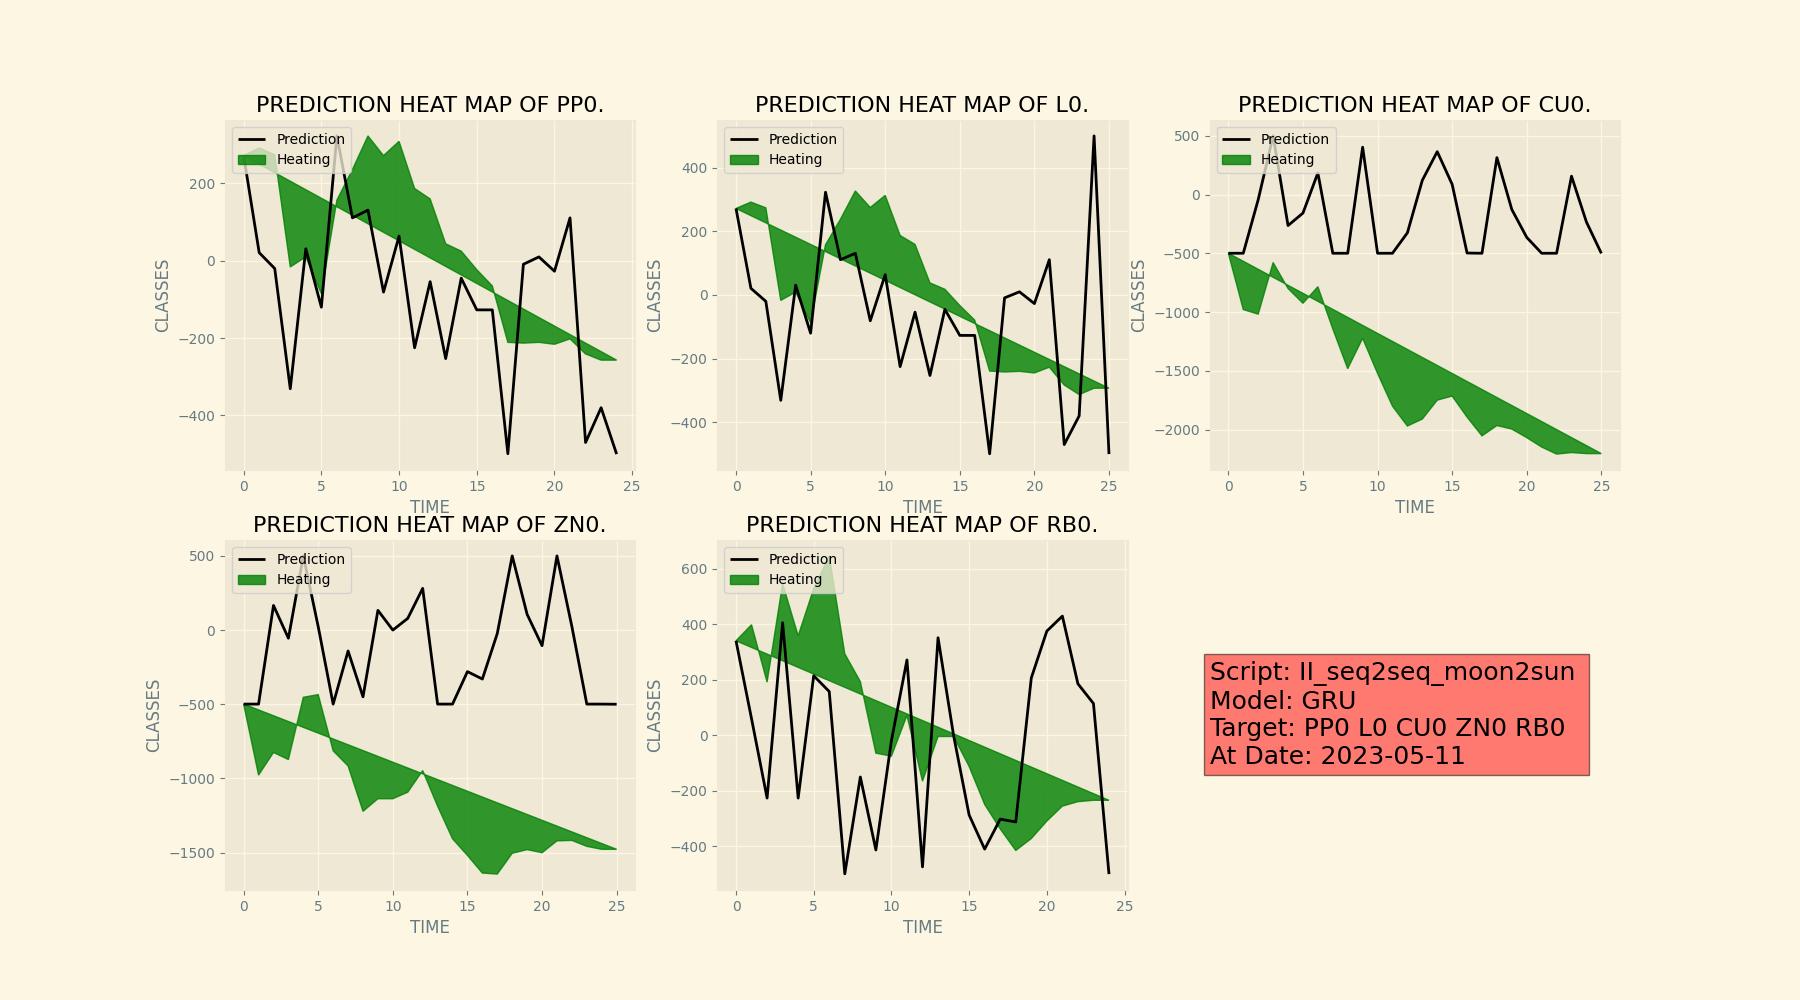 PREDICTION HEAT MAP OF PP0.
Prediction
Heating
CLASSES
200
0
−200
−400
0 5 10 15 20 25
TIME
PREDICTION HEAT MAP OF L0.
Prediction
Heating
CLASSES
400
200
0
−200
−400
0 5 10 15 20 25
TIME
PREDICTION HEAT MAP OF CU0.
Prediction
Heating
CLASSES
500
0
−500
−1000
−1500
−2000
0 5 10 15 20 25
TIME
PREDICTION HEAT MAP OF ZN0.
Prediction
Heating
CLASSES
500
0
−500
−1000
−1500
0 5 10 15 20 25
TIME
PREDICTION HEAT MAP OF RB0.
Prediction
Heating
CLASSES
600
400
200
0
−200
−400
0 5 10 15 20 25
TIME
Script: II_seq2seq_moon2sun
Model: GRU
Target: PP0 L0 CU0 ZN0 RB0
At Date: 2023-05-11